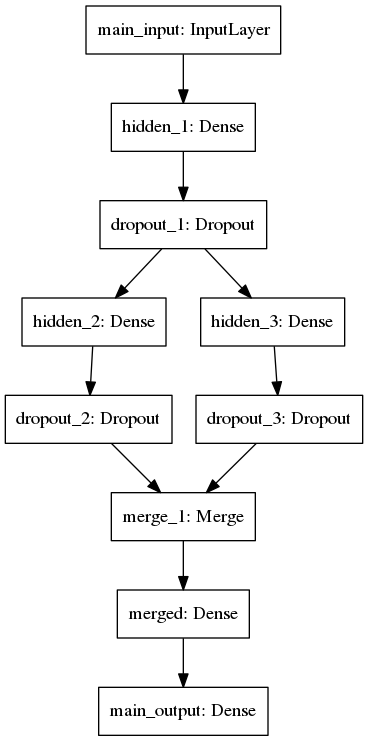 main_input: InputLayer
hidden_1: Dense
dropout_1: Dropout
hidden_2: Dense
hidden_3: Dense
dropout_2: Dropout
dropout_3: Dropout
merge_1: Merge
merged: Dense
main_output: Dense